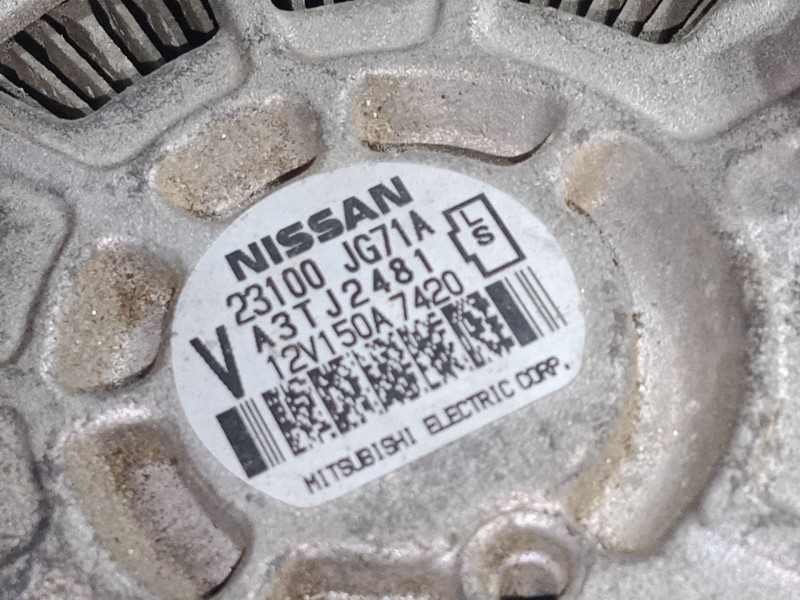 NISSAN
23100 JG71A
A3TJ2481
V 12V150A 7420
L
S
MITSUBISHI ELECTRIC CORP.